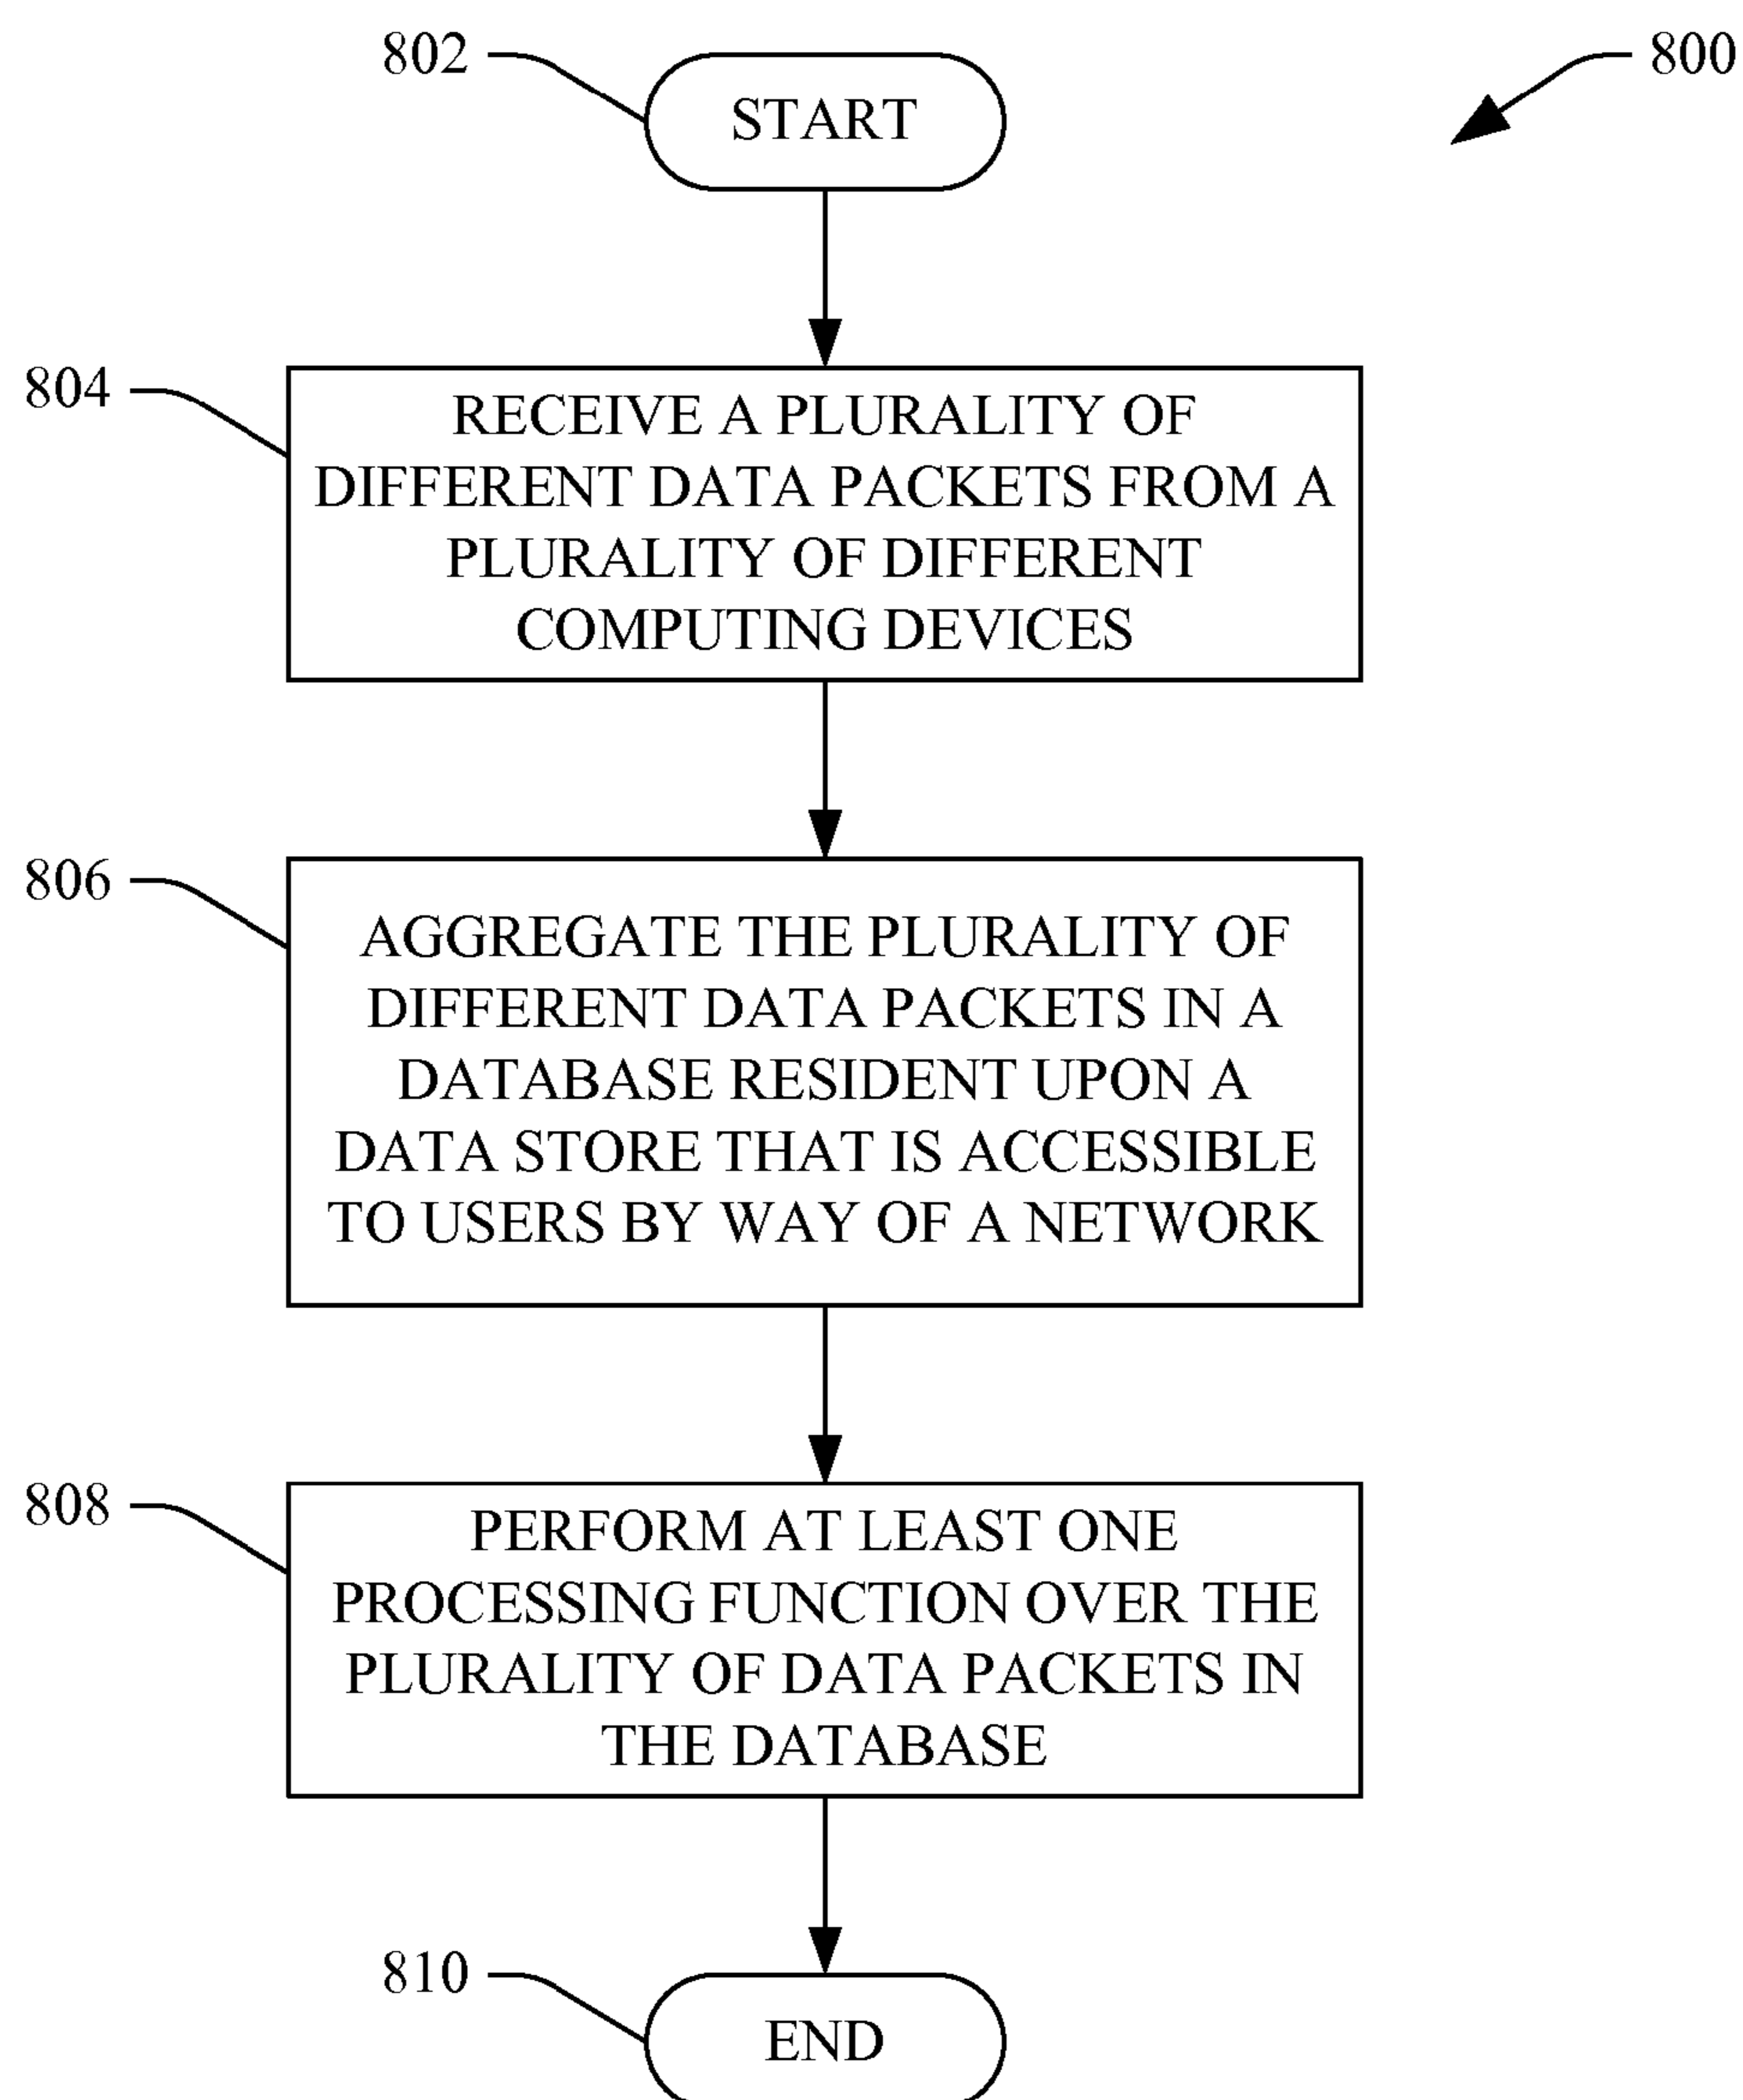 802
START
800
804
RECEIVE A PLURALITY OF
DIFFERENT DATA PACKETS FROM A
PLURALITY OF DIFFERENT
COMPUTING DEVICES
806
AGGREGATE THE PLURALITY OF
DIFFERENT DATA PACKETS IN A
DATABASE RESIDENT UPON A
DATA STORE THAT IS ACCESSIBLE
TO USERS BY WAY OF A NETWORK
808
PERFORM AT LEAST ONE
PROCESSING FUNCTION OVER THE
PLURALITY OF DATA PACKETS IN
THE DATABASE
810
END